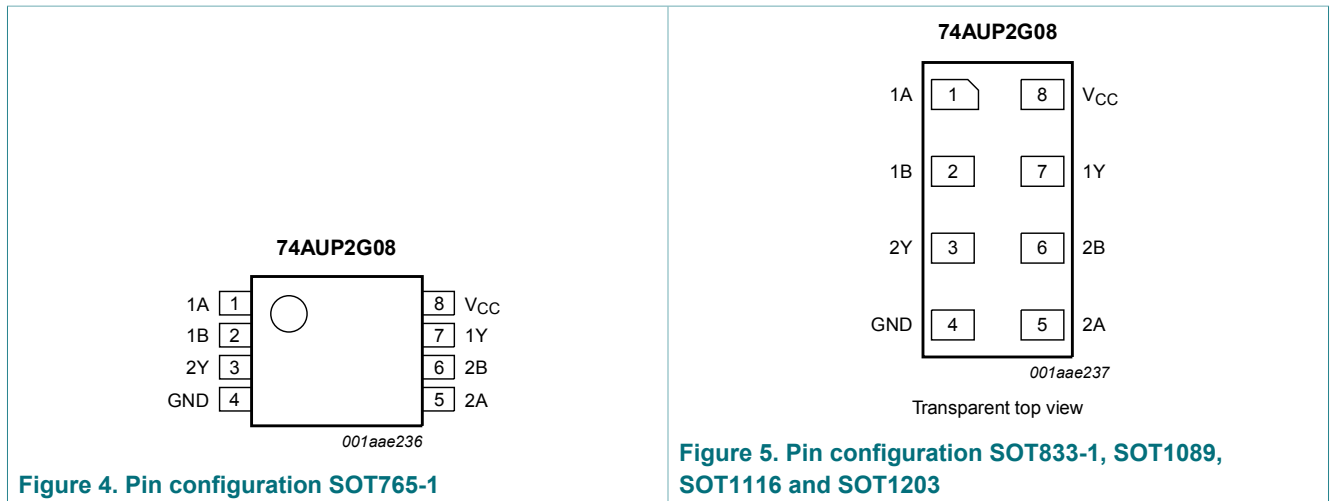 74AUP2G08
1A 1 8 VCC
1B 2 7 1Y
2Y 3 6 2B
GND 4 5 2A
001aae236
Figure 4. Pin configuration SOT765-1
74AUP2G08
1A 1 8 VCC
1B 2 7 1Y
2Y 3 6 2B
GND 4 5 2A
001aae237
Transparent top view
Figure 5. Pin configuration SOT833-1, SOT1089,
SOT1116 and SOT1203